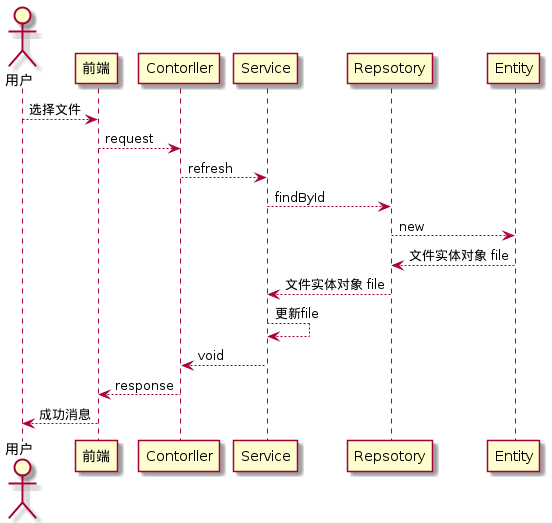 用户
前端
Contorller
Service
Repsotory
Entity
选择文件
request
refresh
findById
new
文件实体对象 file
文件实体对象 file
更新file
void
response
成功消息
用户
前端
Contorller
Service
Repsotory
Entity